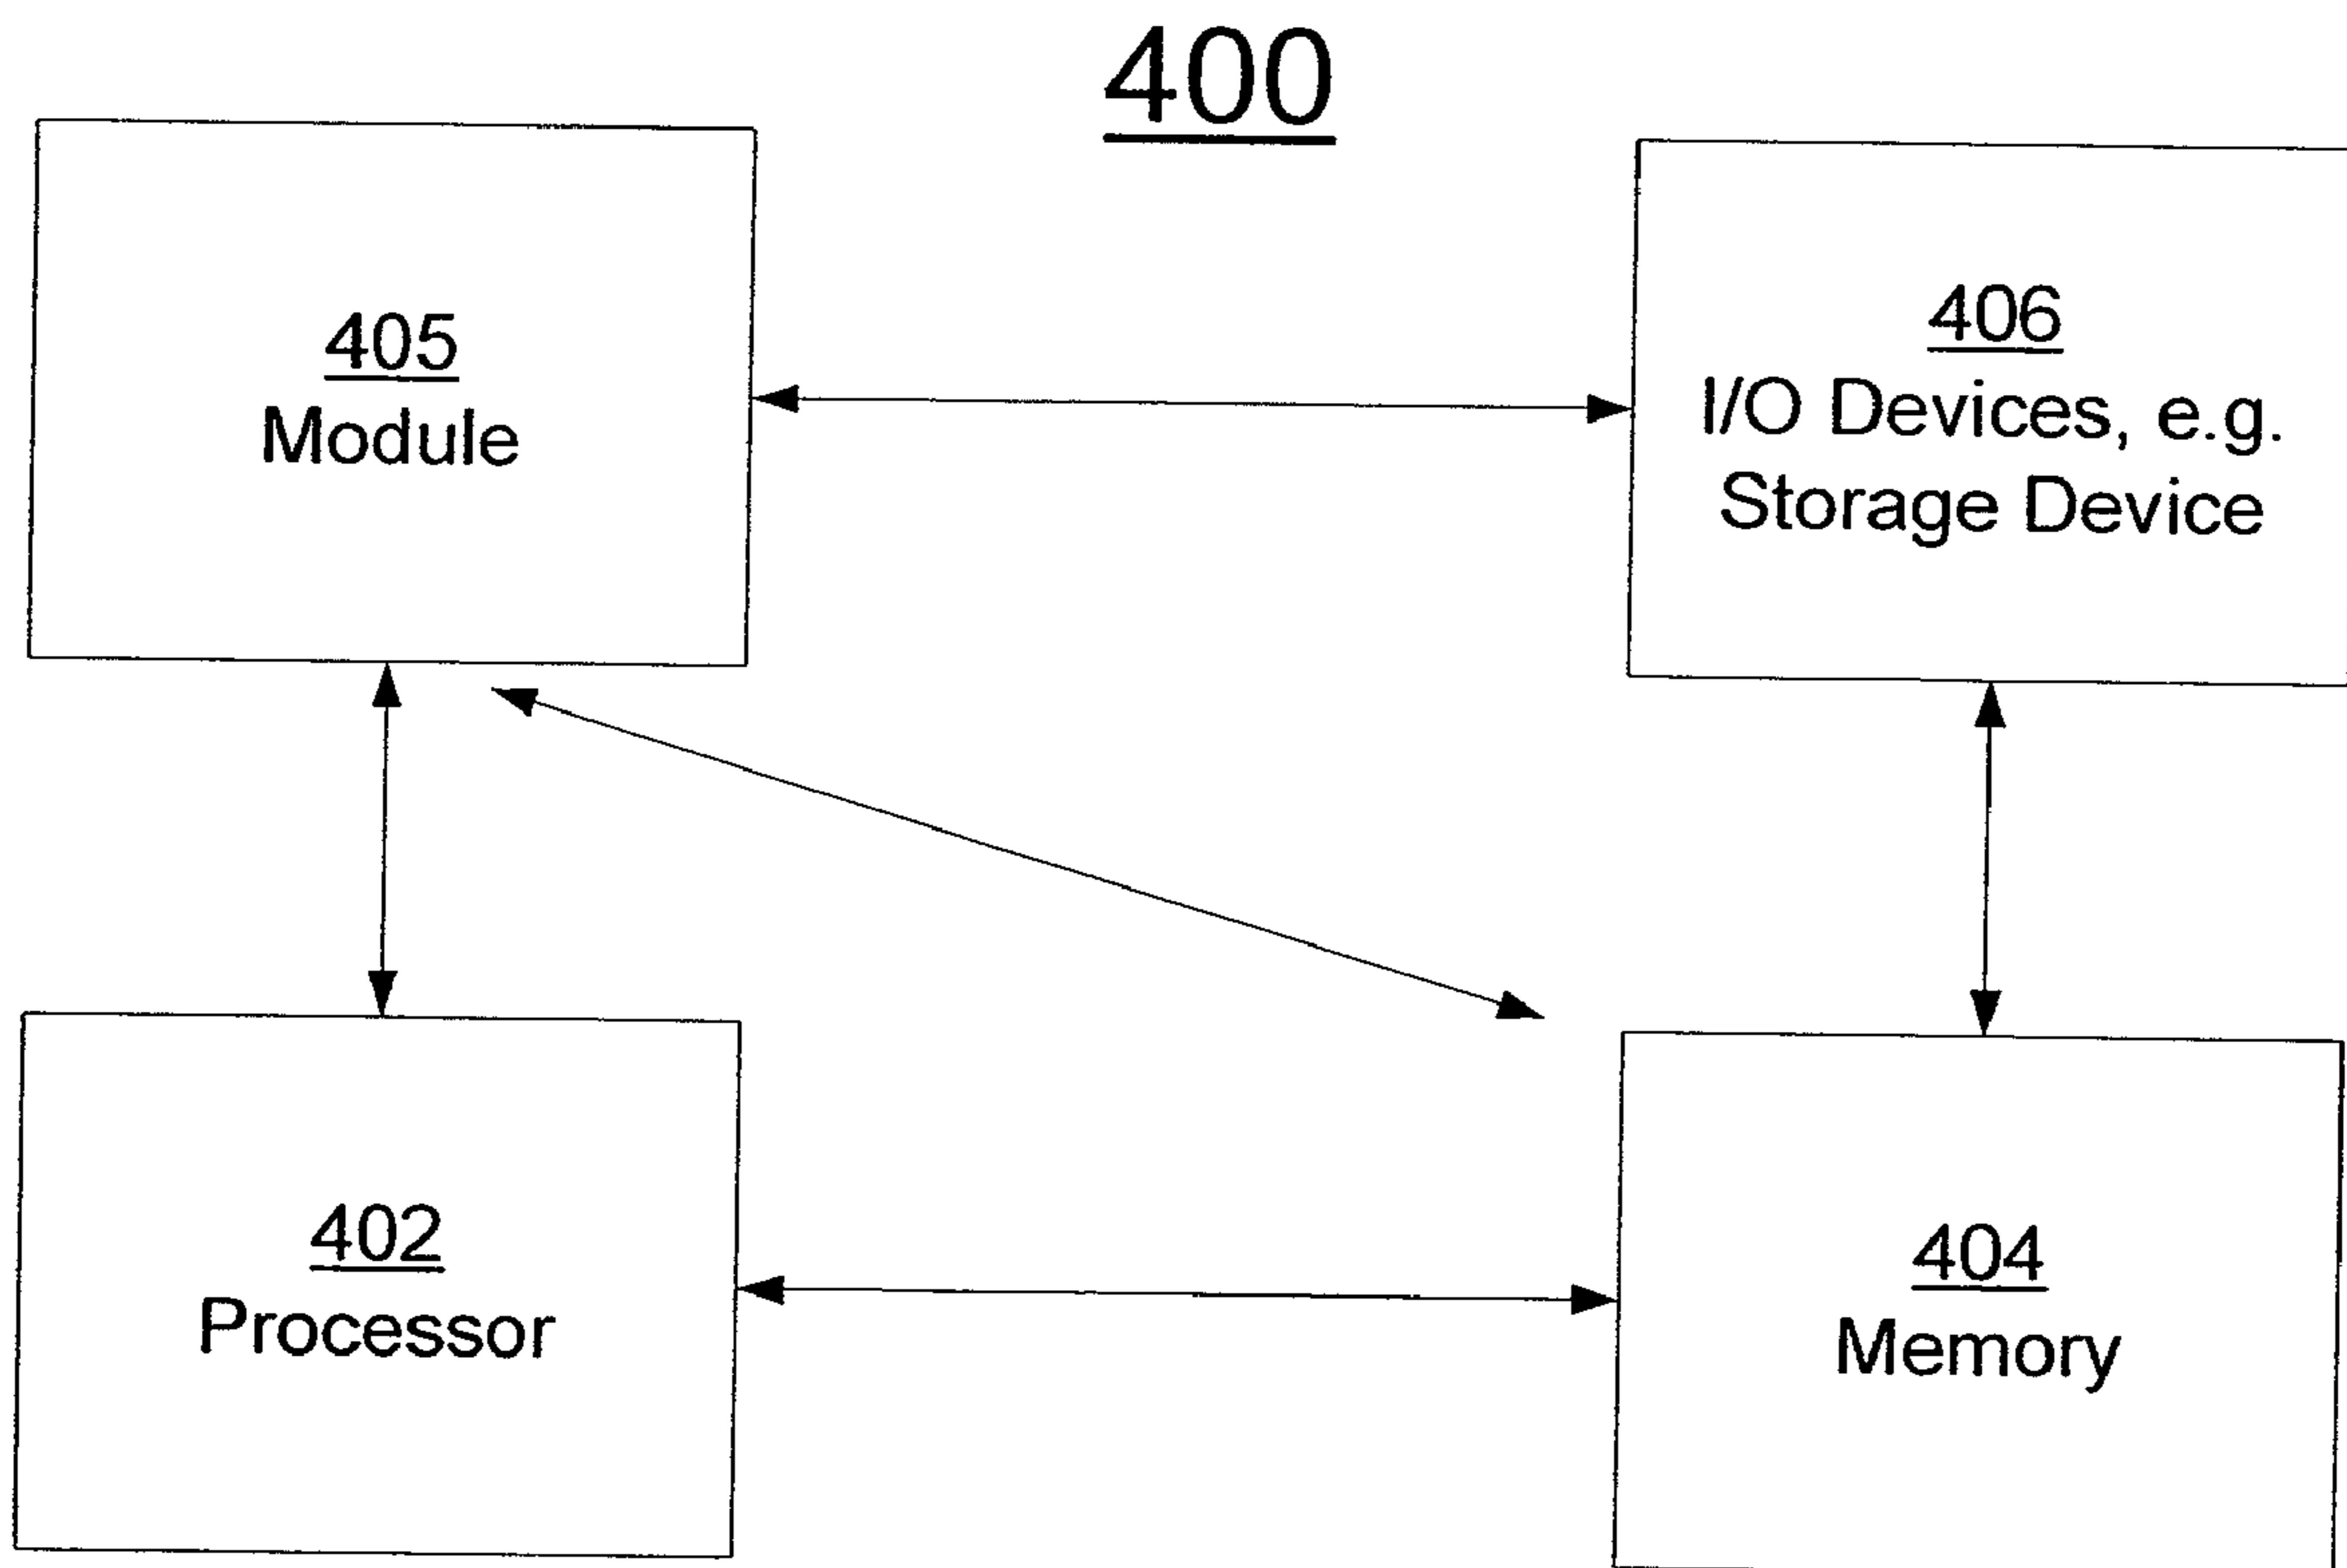 400
405
Module
406
I/O Devices, e.g.
Storage Device
402
Processor
404
Memory